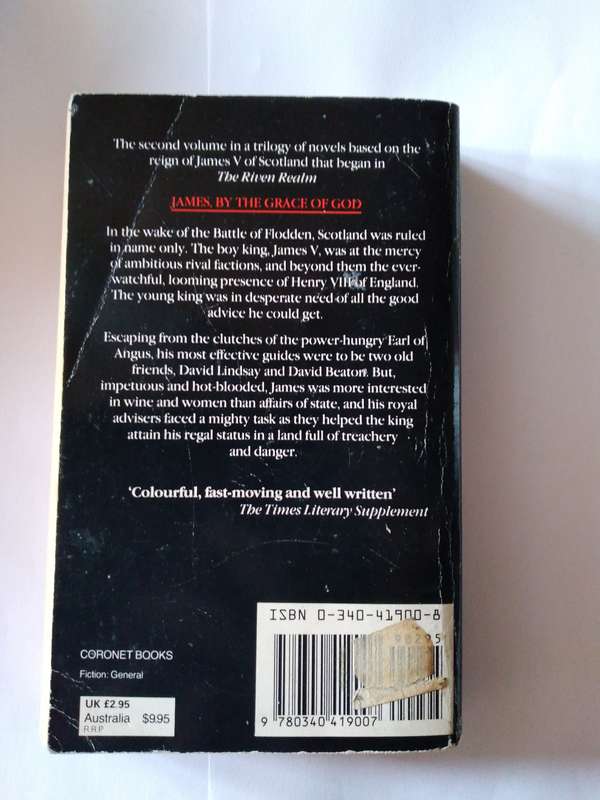 The second volume in a trilogy of novels based on the
reign of James V of Scotland that began in
The Riven Realm
JAMES, BY THE GRACE OF GOD
In the wake of the Battle of Flodden, Scotland was ruled
in name only. The boy king, James V, was at the mercy
of ambitious rival factions, and beyond them the ever-
watchful, looming presence of Henry VIII of England.
The young king was in desperate need of all the good
advice he could get.
Escaping from the clutches of the power-hungry Earl of
Angus, his most effective guides were to be two old
friends, David Lindsay and David Beaton. But,
impetuous and hot-blooded, James was more interested
in wine and women than affairs of state, and his royal
advisers faced a mighty task as they helped the king
attain his regal status in a land full of treachery
and danger.
'Colourful, fast-moving and well written'
The Times Literary Supplement
ISBN 0-340-41900-8
CORONET BOOKS
Fiction: General
UK £2.95
Australia $9.95
R.R.P
9 780340 419007